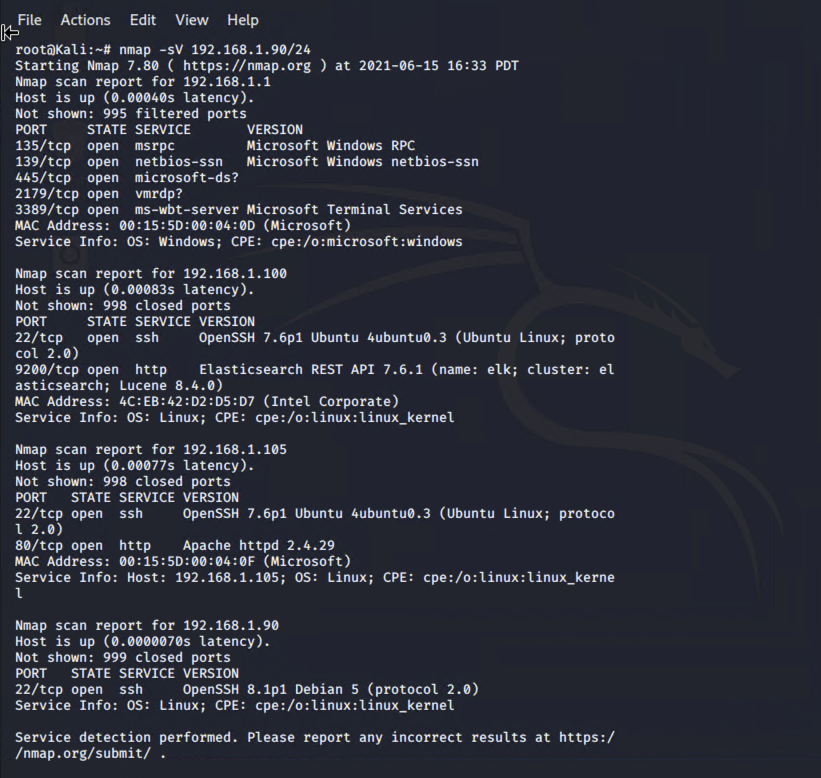 File Actions Edit View Help
root@Kali:~# nmap -sV 192.168.1.90/24
Starting Nmap 7.80 ( https://nmap.org ) at 2021-06-15 16:33 PDT
Nmap scan report for 192.168.1.1
Host is up (0.00040s latency).
Not shown: 995 filtered ports
PORT     STATE SERVICE       VERSION
135/tcp  open  msrpc         Microsoft Windows RPC
139/tcp  open  netbios-ssn   Microsoft Windows netbios-ssn
445/tcp  open  microsoft-ds?
2179/tcp open  vmrdp?
3389/tcp open  ms-wbt-server Microsoft Terminal Services
MAC Address: 00:15:5D:00:04:0D (Microsoft)
Service Info: OS: Windows; CPE: cpe:/o:microsoft:windows

Nmap scan report for 192.168.1.100
Host is up (0.00083s latency).
Not shown: 998 closed ports
PORT     STATE SERVICE VERSION
22/tcp   open  ssh     OpenSSH 7.6p1 Ubuntu 4ubuntu0.3 (Ubuntu Linux; proto
col 2.0)
9200/tcp open  http    Elasticsearch REST API 7.6.1 (name: elk; cluster: el
asticsearch; Lucene 8.4.0)
MAC Address: 4C:EB:42:D2:D5:D7 (Intel Corporate)
Service Info: OS: Linux; CPE: cpe:/o:linux:linux_kernel

Nmap scan report for 192.168.1.105
Host is up (0.00077s latency).
Not shown: 998 closed ports
PORT   STATE SERVICE VERSION
22/tcp open  ssh     OpenSSH 7.6p1 Ubuntu 4ubuntu0.3 (Ubuntu Linux; protoco
l 2.0)
80/tcp open  http    Apache httpd 2.4.29
MAC Address: 00:15:5D:00:04:0F (Microsoft)
Service Info: Host: 192.168.1.105; OS: Linux; CPE: cpe:/o:linux:linux_kerne
l

Nmap scan report for 192.168.1.90
Host is up (0.0000070s latency).
Not shown: 999 closed ports
PORT   STATE SERVICE VERSION
22/tcp open  ssh     OpenSSH 8.1p1 Debian 5 (protocol 2.0)
Service Info: OS: Linux; CPE: cpe:/o:linux:linux_kernel

Service detection performed. Please report any incorrect results at https:/
/nmap.org/submit/ .